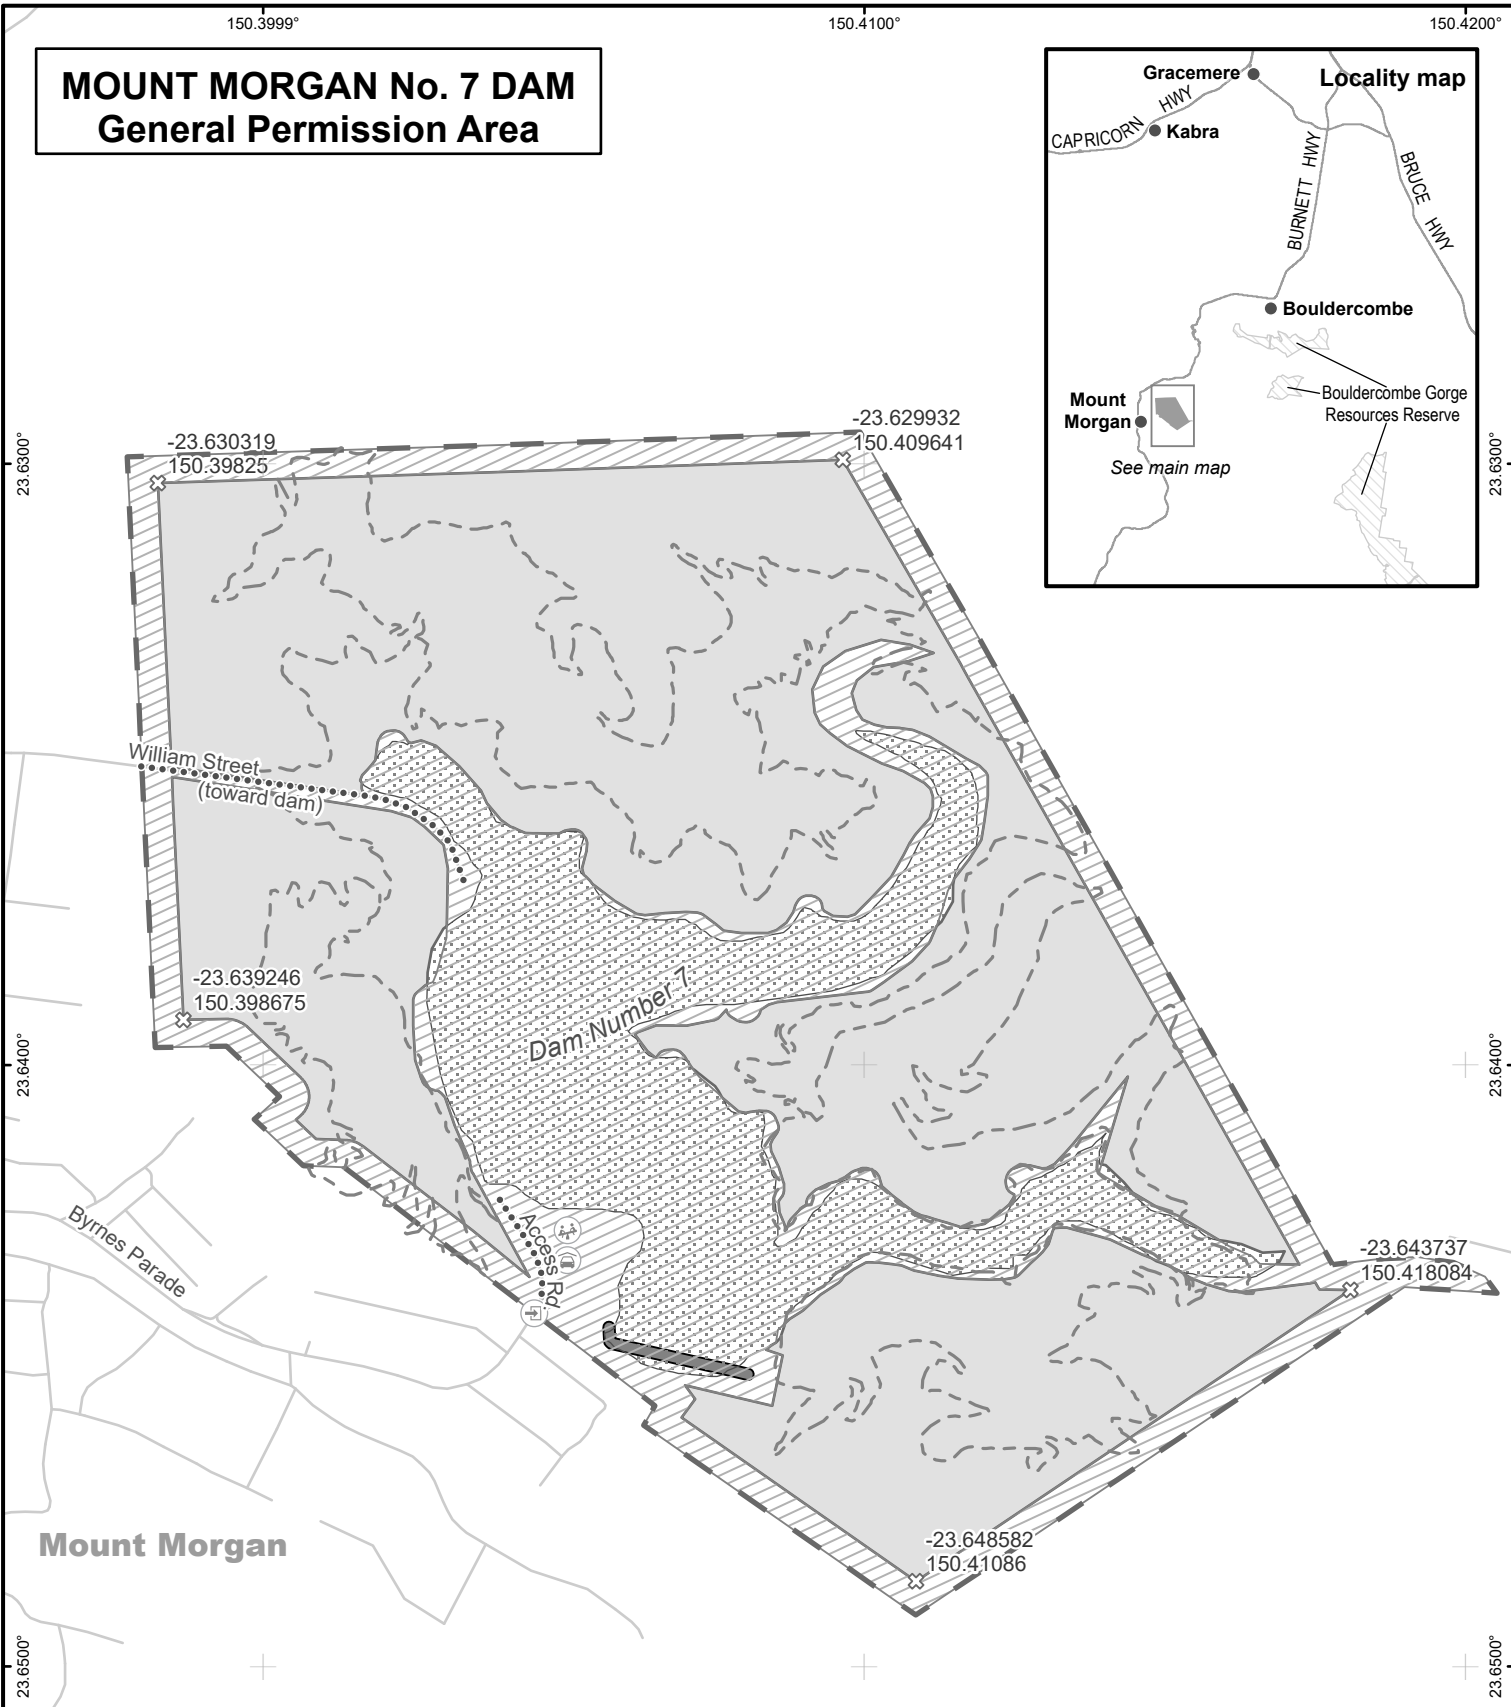 150.3999°
150.4100°
150.4200°
MOUNT MORGAN No. 7 DAM
General Permission Area
Locality map
Gracemere
CAPRICORN HWY
Kabra
BURNETT HWY
BRUCE HWY
Bouldercombe
Bouldercombe Gorge
Resources Reserve
Mount
Morgan
See main map
23.6300°
23.6300°
-23.630319
150.39825
-23.629932
150.409641
William Street
(toward dam)
-23.639246
150.398675
Dam Number 7
23.6400°
23.6400°
Byrnes Parade
Access Rd
-23.643737
150.418084
Mount Morgan
-23.648582
150.41086
23.6500°
23.6500°